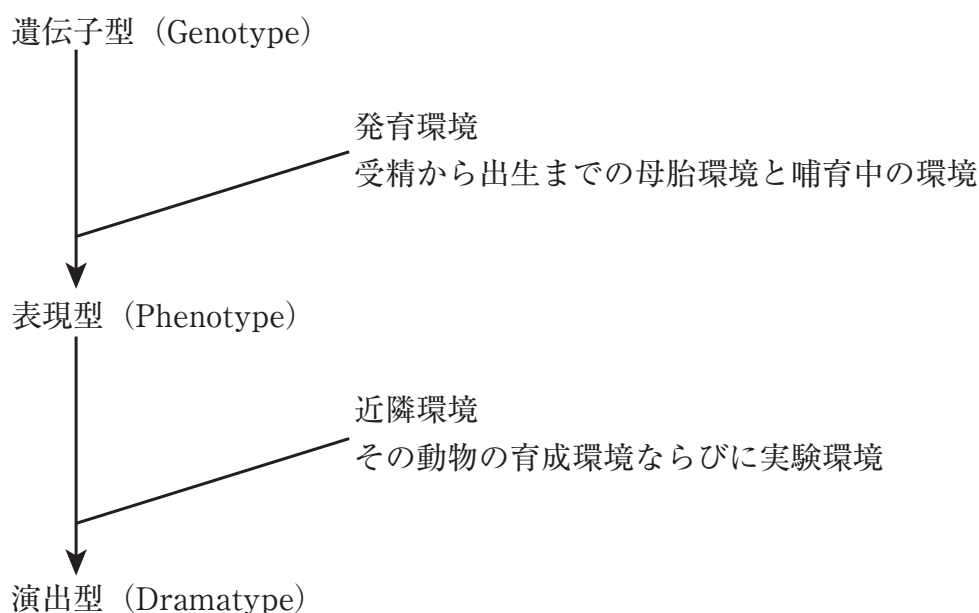 遺伝子型（Genotype）
発育環境
受精から出生までの母胎環境と哺育中の環境
表現型（Phenotype）
近隣環境
その動物の育成環境ならびに実験環境
演出型（Dramatype）